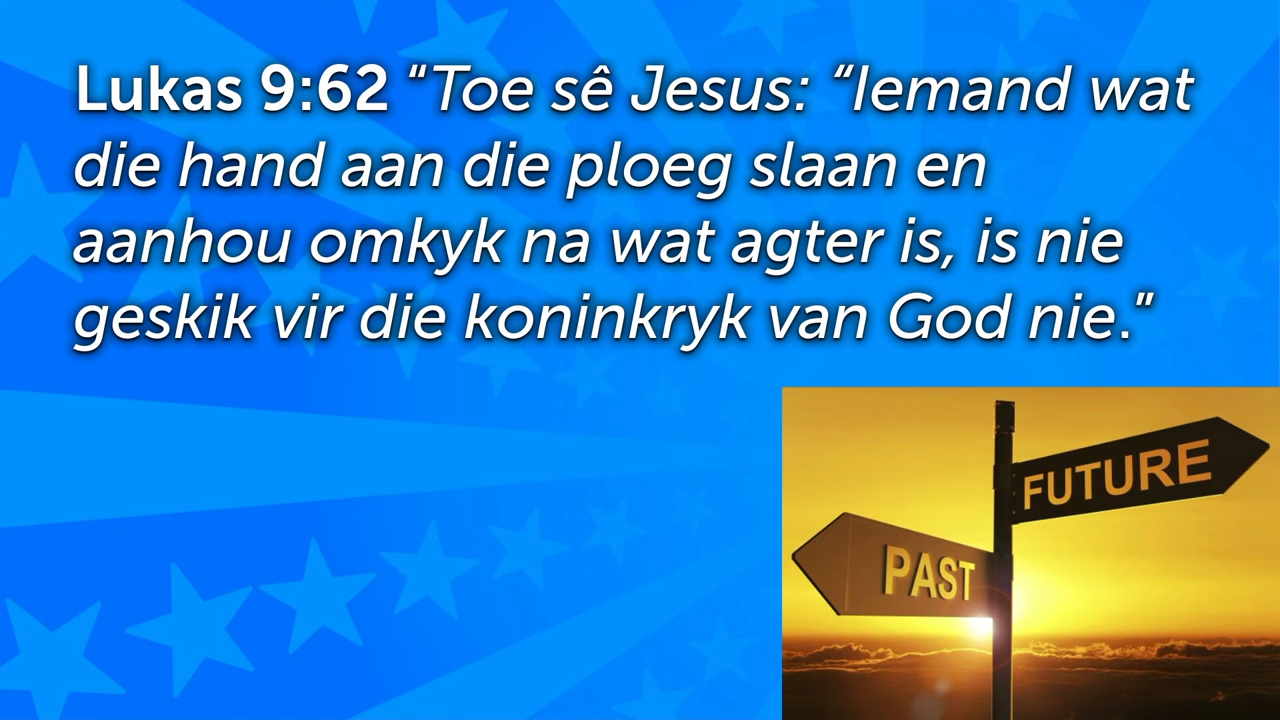 Lukas 9:62 “Toe sê Jesus: “Iemand wat
die hand aan die ploeg slaan en
aanhou omkyk na wat agter is, is nie
geskik vir die koninkryk van God nie.”
FUTURE
PAST